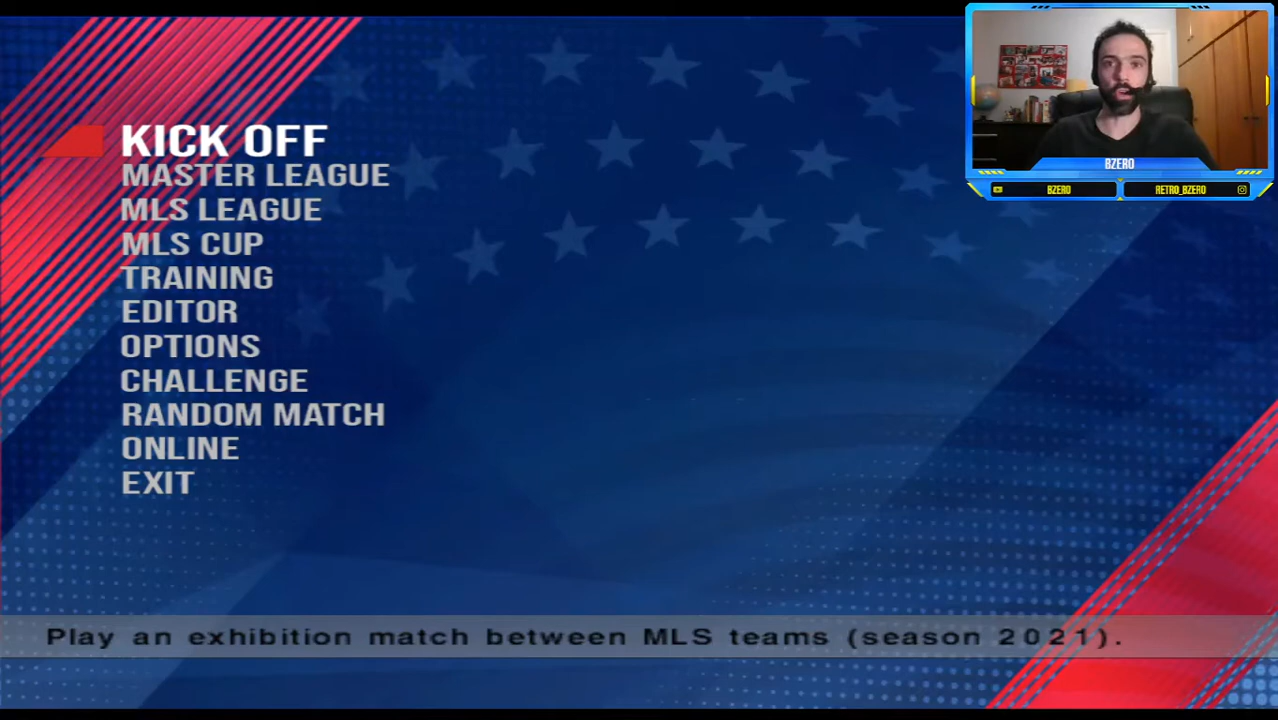 KICK OFF
MASTER LEAGUE
MLS LEAGUE
MLS CUP
TRAINING
EDITOR
OPTIONS
CHALLENGE
RANDOM MATCH
ONLINE
EXIT
BZERO
BZERO
RETRO_BZERO
Play an exhibition match between MLS teams (season 2021).